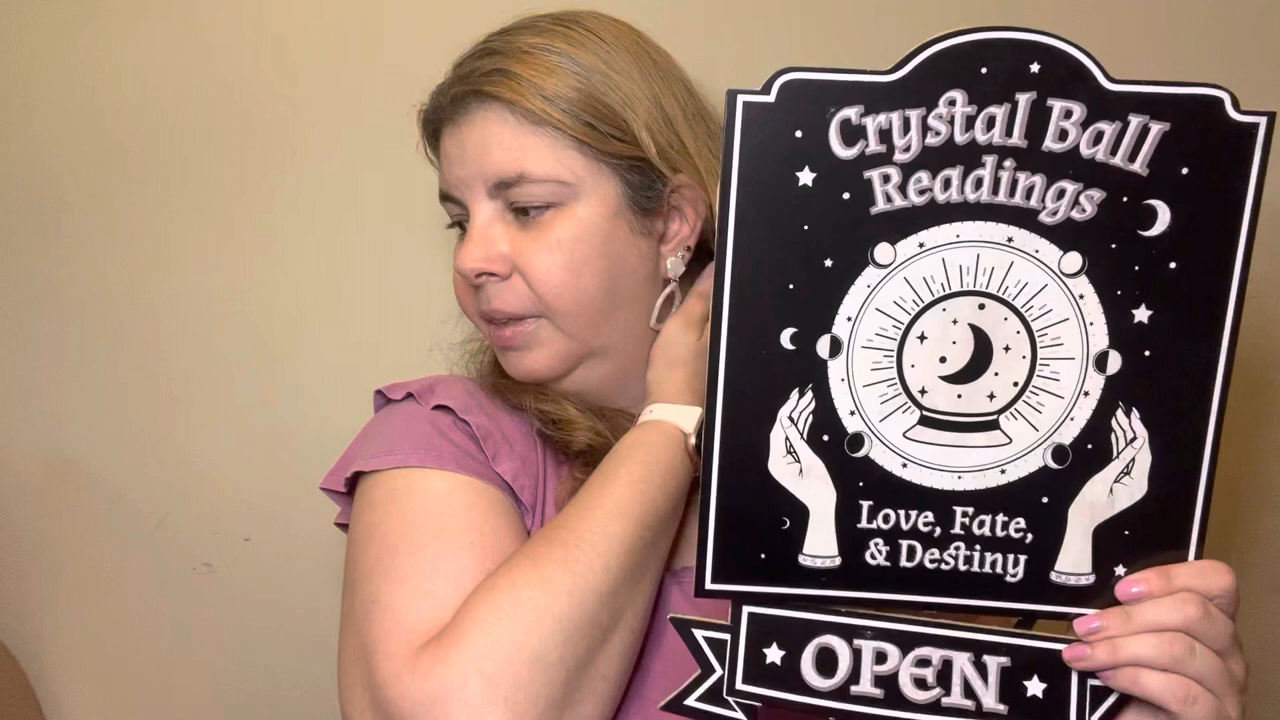 Crystal Ball
Readings
Love, Fate,
& Destiny
OPEN